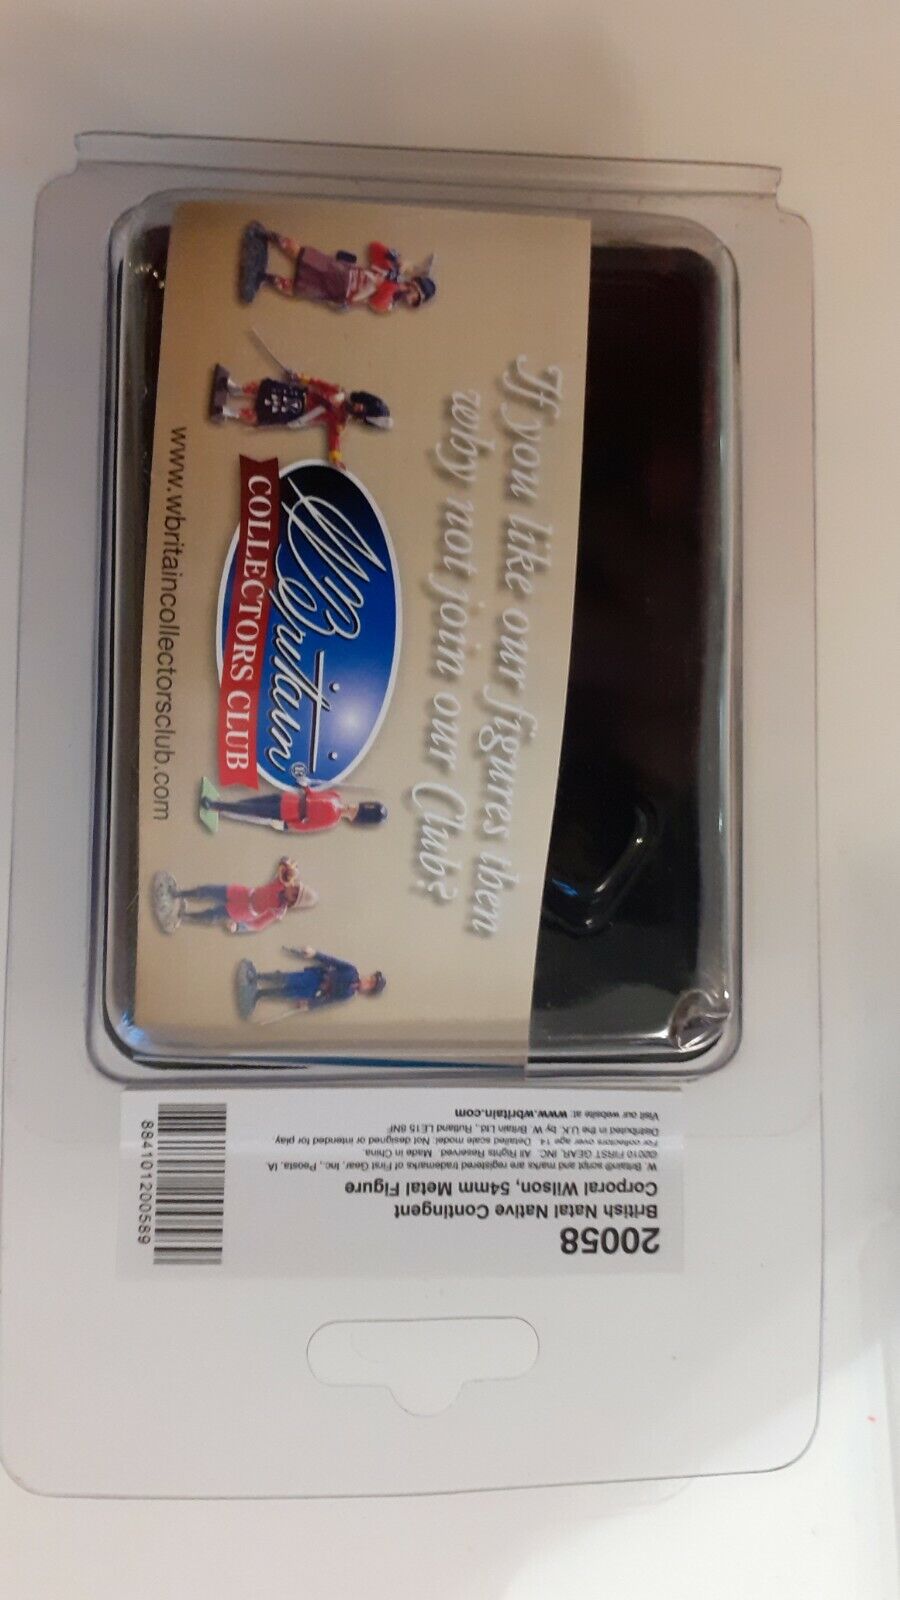 If you like our figures then
why not join our Club?
W. Britain®
COLLECTORS CLUB
www.wbritaincollectorsclub.com
20058
British Natal Native Contingent
Corporal Wilson, 54mm Metal Figure
W. Britain® script and marks are registered trademarks of First Gear, Inc., Peosta, IA.
©2010 FIRST GEAR, INC. All Rights Reserved. Made in China.
For collectors over age 14. Detailed scale model. Not designed or intended for play
Distributed in the U.K. by W. Britain Ltd., Rutland LE15 8NF
Visit our website at: www.wbritain.com
884101200589